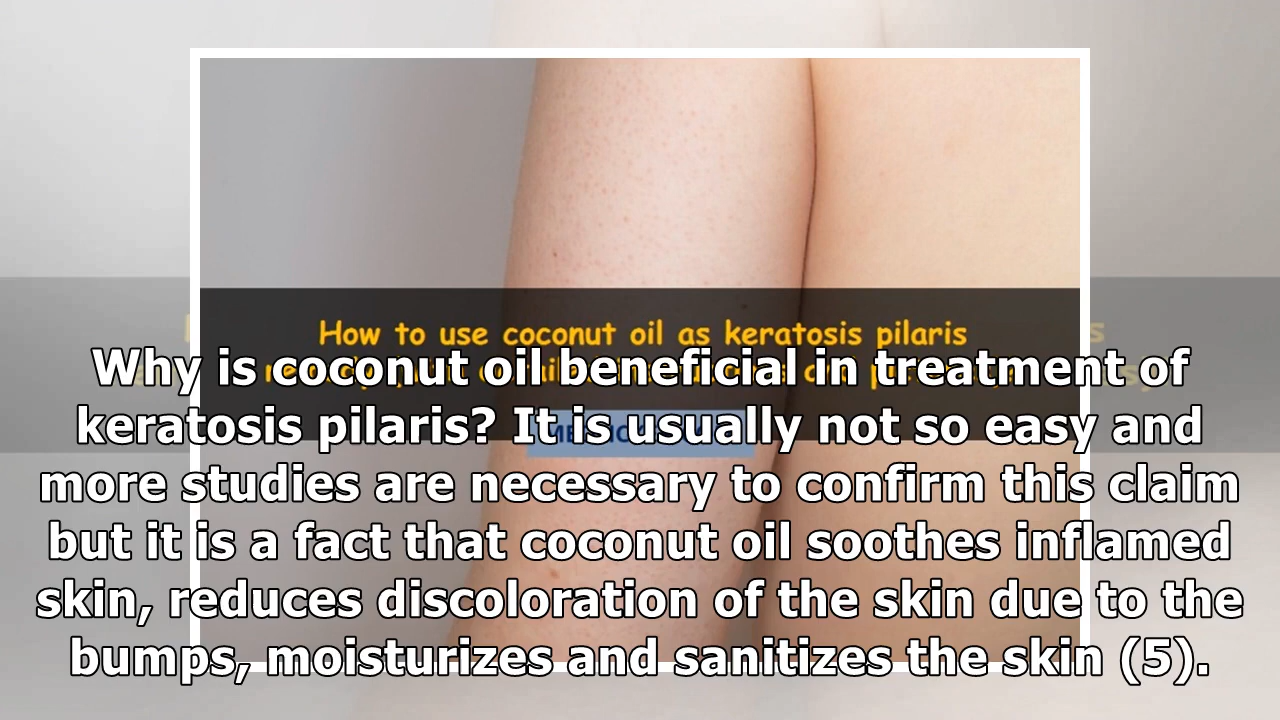 How to use coconut oil as keratosis pilaris
Why is coconut oil beneficial in treatment of
keratosis pilaris? It is usually not so easy and
more studies are necessary to confirm this claim
but it is a fact that coconut oil soothes inflamed
skin, reduces discoloration of the skin due to the
bumps, moisturizes and sanitizes the skin (5).